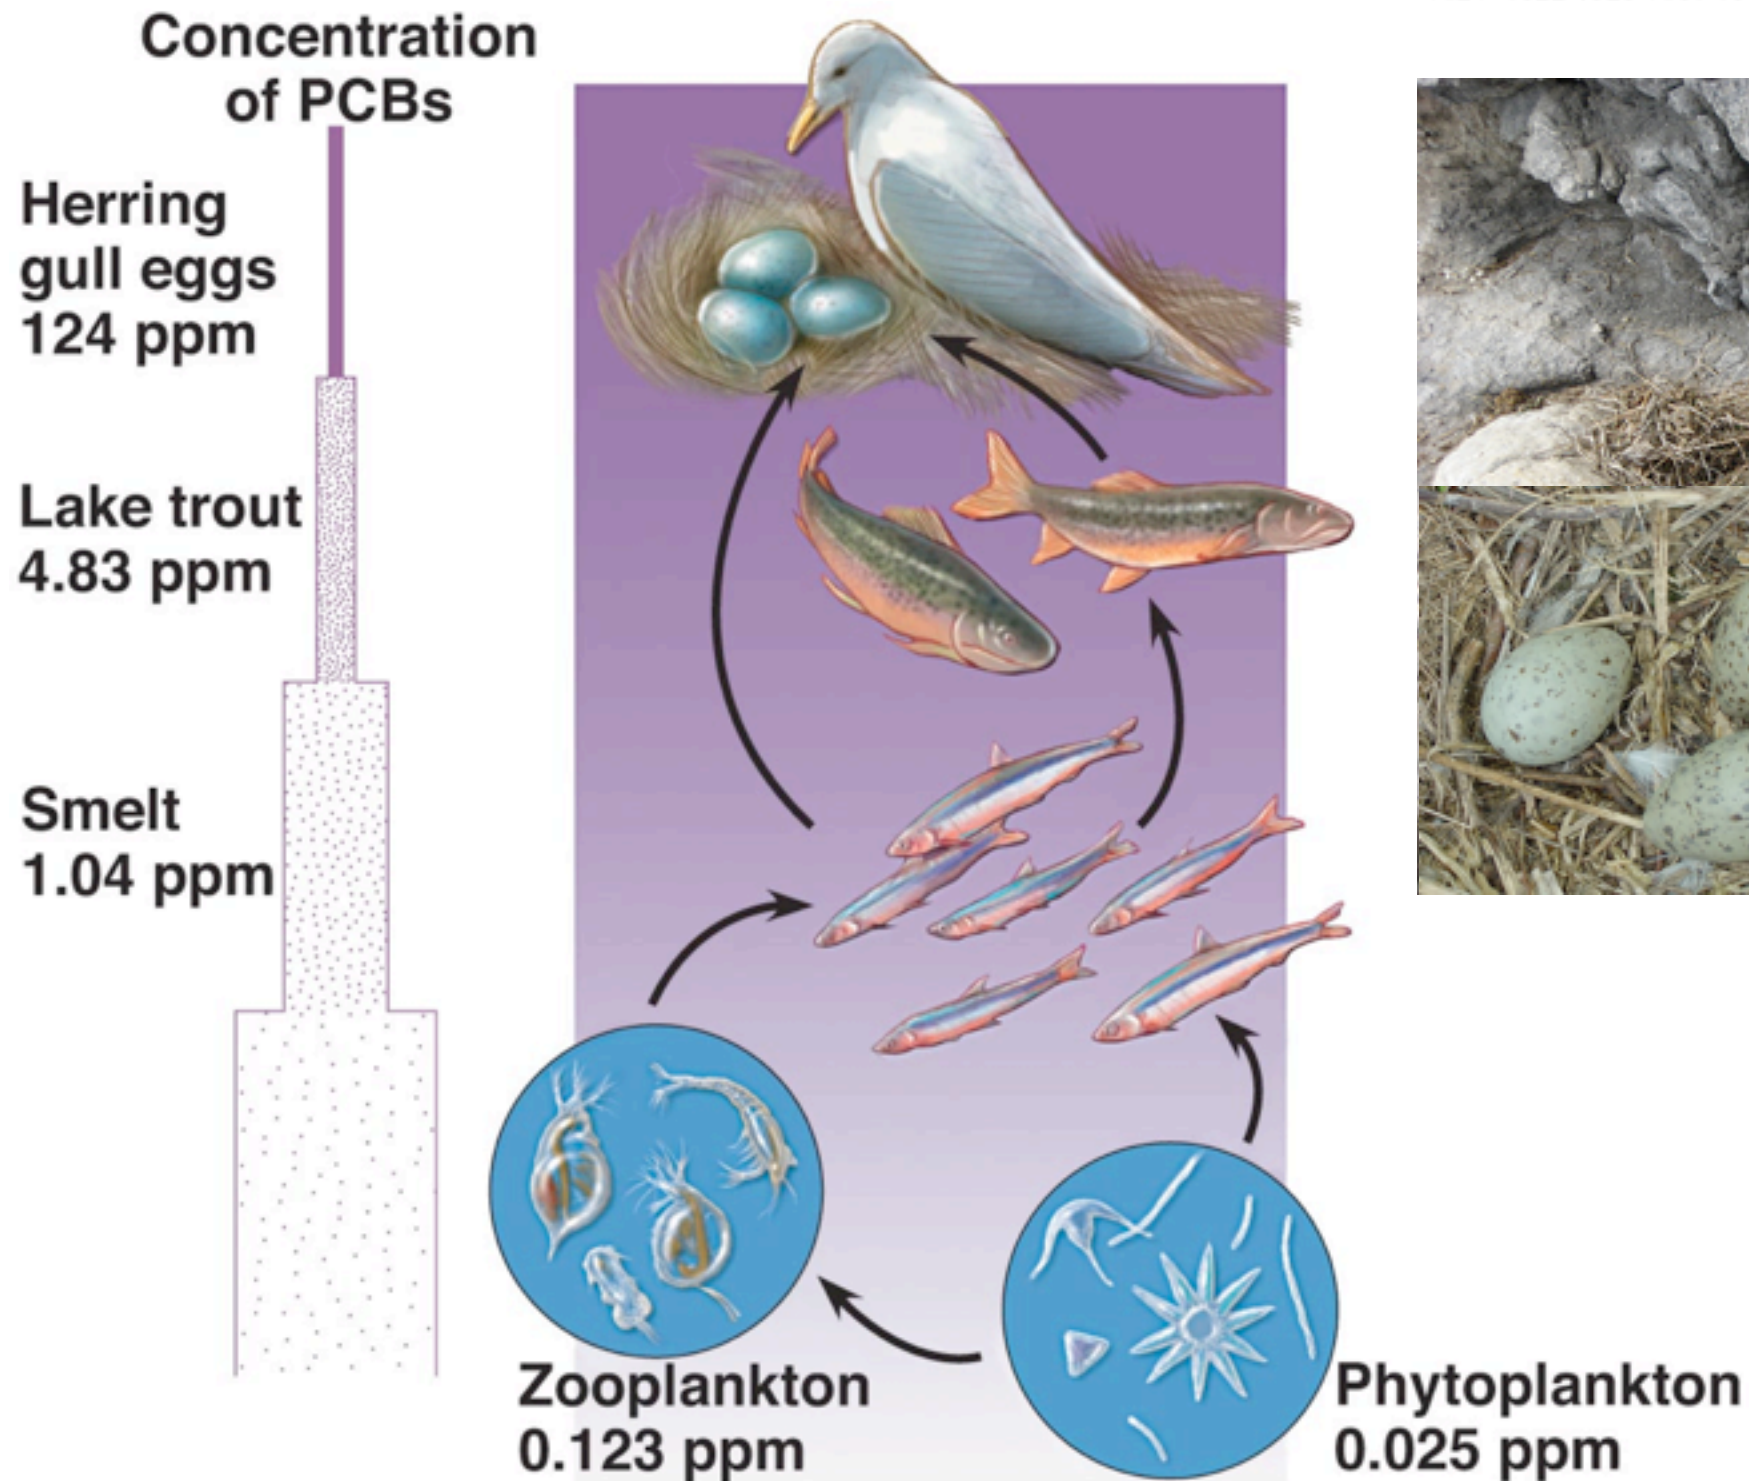 Concentration
of PCBs
Herring
gull eggs
124 ppm
Lake trout
4.83 ppm
Smelt
1.04 ppm
Zooplankton
0.123 ppm
Phytoplankton
0.025 ppm